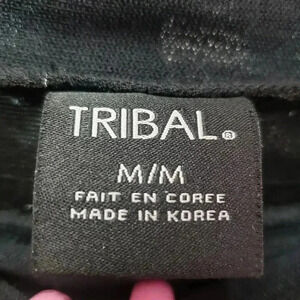 TRIBAL®
M/M
FAIT EN COREE
MADE IN KOREA